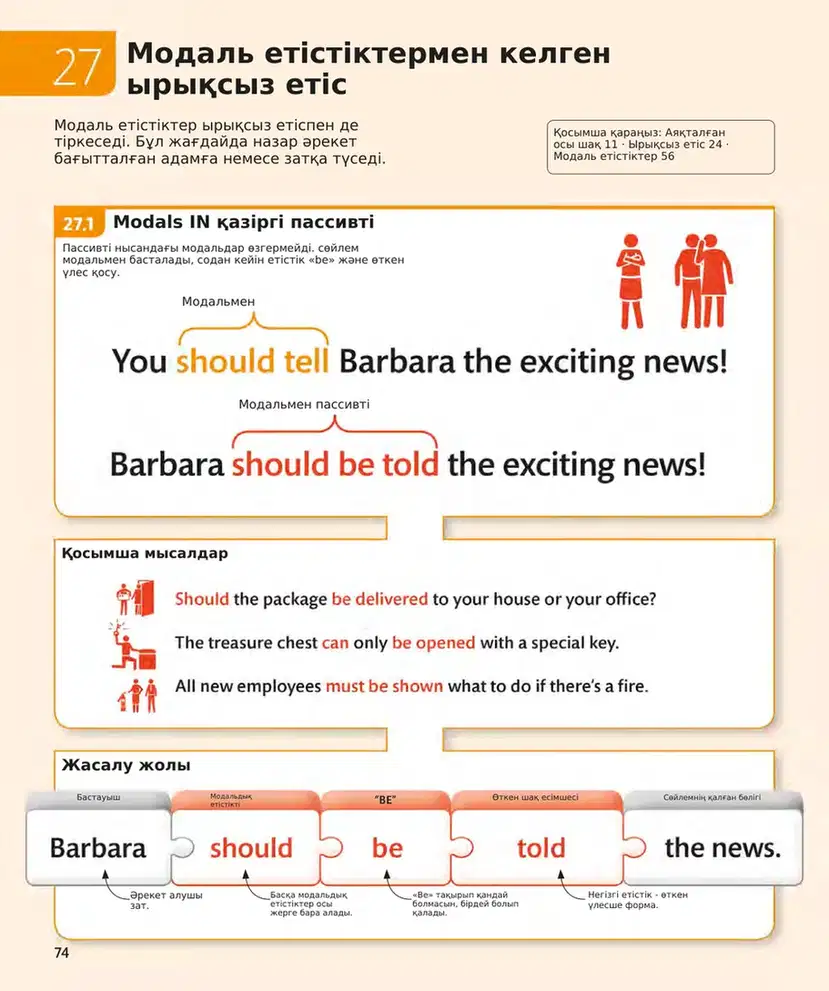 27
Модаль етістіктермен келген
ырықсыз етіс
Модаль етістіктер ырықсыз етіспен де
тіркеседі. Бұл жағдайда назар әрекет
бағытталған адамға немесе затқа түседі.
Қосымша қараңыз: Аяқталған
осы шақ 11 · Ырықсыз етіс 24 ·
Модаль етістіктер 56
27.1 Modals IN қазіргі пассивті
Пассивті нысандағы модальдар өзгермейді. сөйлем
модальмен басталады, содан кейін етістік «be» және өткен
үлес қосу.
Модальмен
You should tell Barbara the exciting news!
Модальмен пассивті
Barbara should be told the exciting news!
Қосымша мысалдар
Should the package be delivered to your house or your office?
The treasure chest can only be opened with a special key.
All new employees must be shown what to do if there's a fire.
Жасалу жолы
Бастауыш
Модальдық
етістікті
"BE"
Өткен шақ есімшесі
Сөйлемнің қалған бөлігі
Barbara should be told the news.
Әрекет алушы
зат.
Басқа модальдық
етістіктер осы
жерге бара алады.
«Be» тақырып қандай
болмасын, бірдей болып
қалады.
Негізгі етістік - өткен
үлесше форма.
74